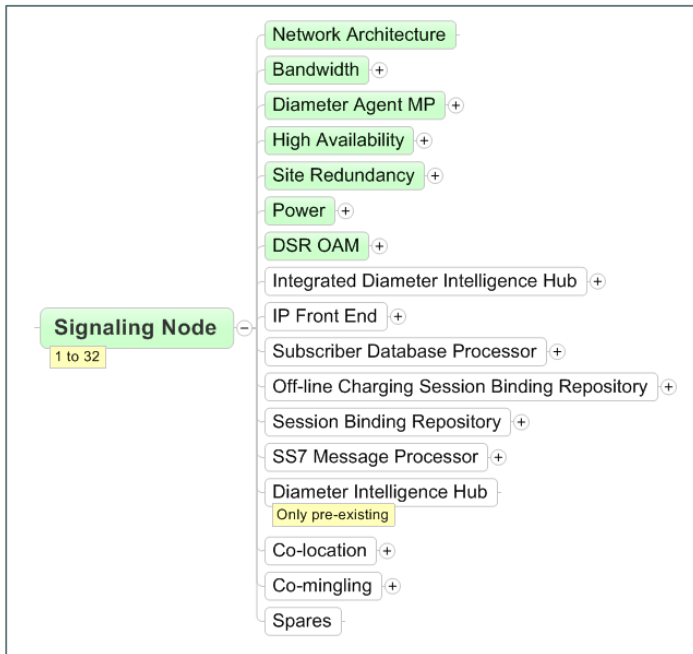 Network Architecture
Bandwidth
Diameter Agent MP
High Availability
Site Redundancy
Power
DSR OAM
Integrated Diameter Intelligence Hub
IP Front End
Signaling Node
1 to 32
Subscriber Database Processor
Off-line Charging Session Binding Repository
Session Binding Repository
SS7 Message Processor
Diameter Intelligence Hub
Only pre-existing
Co-location
Co-mingling
Spares